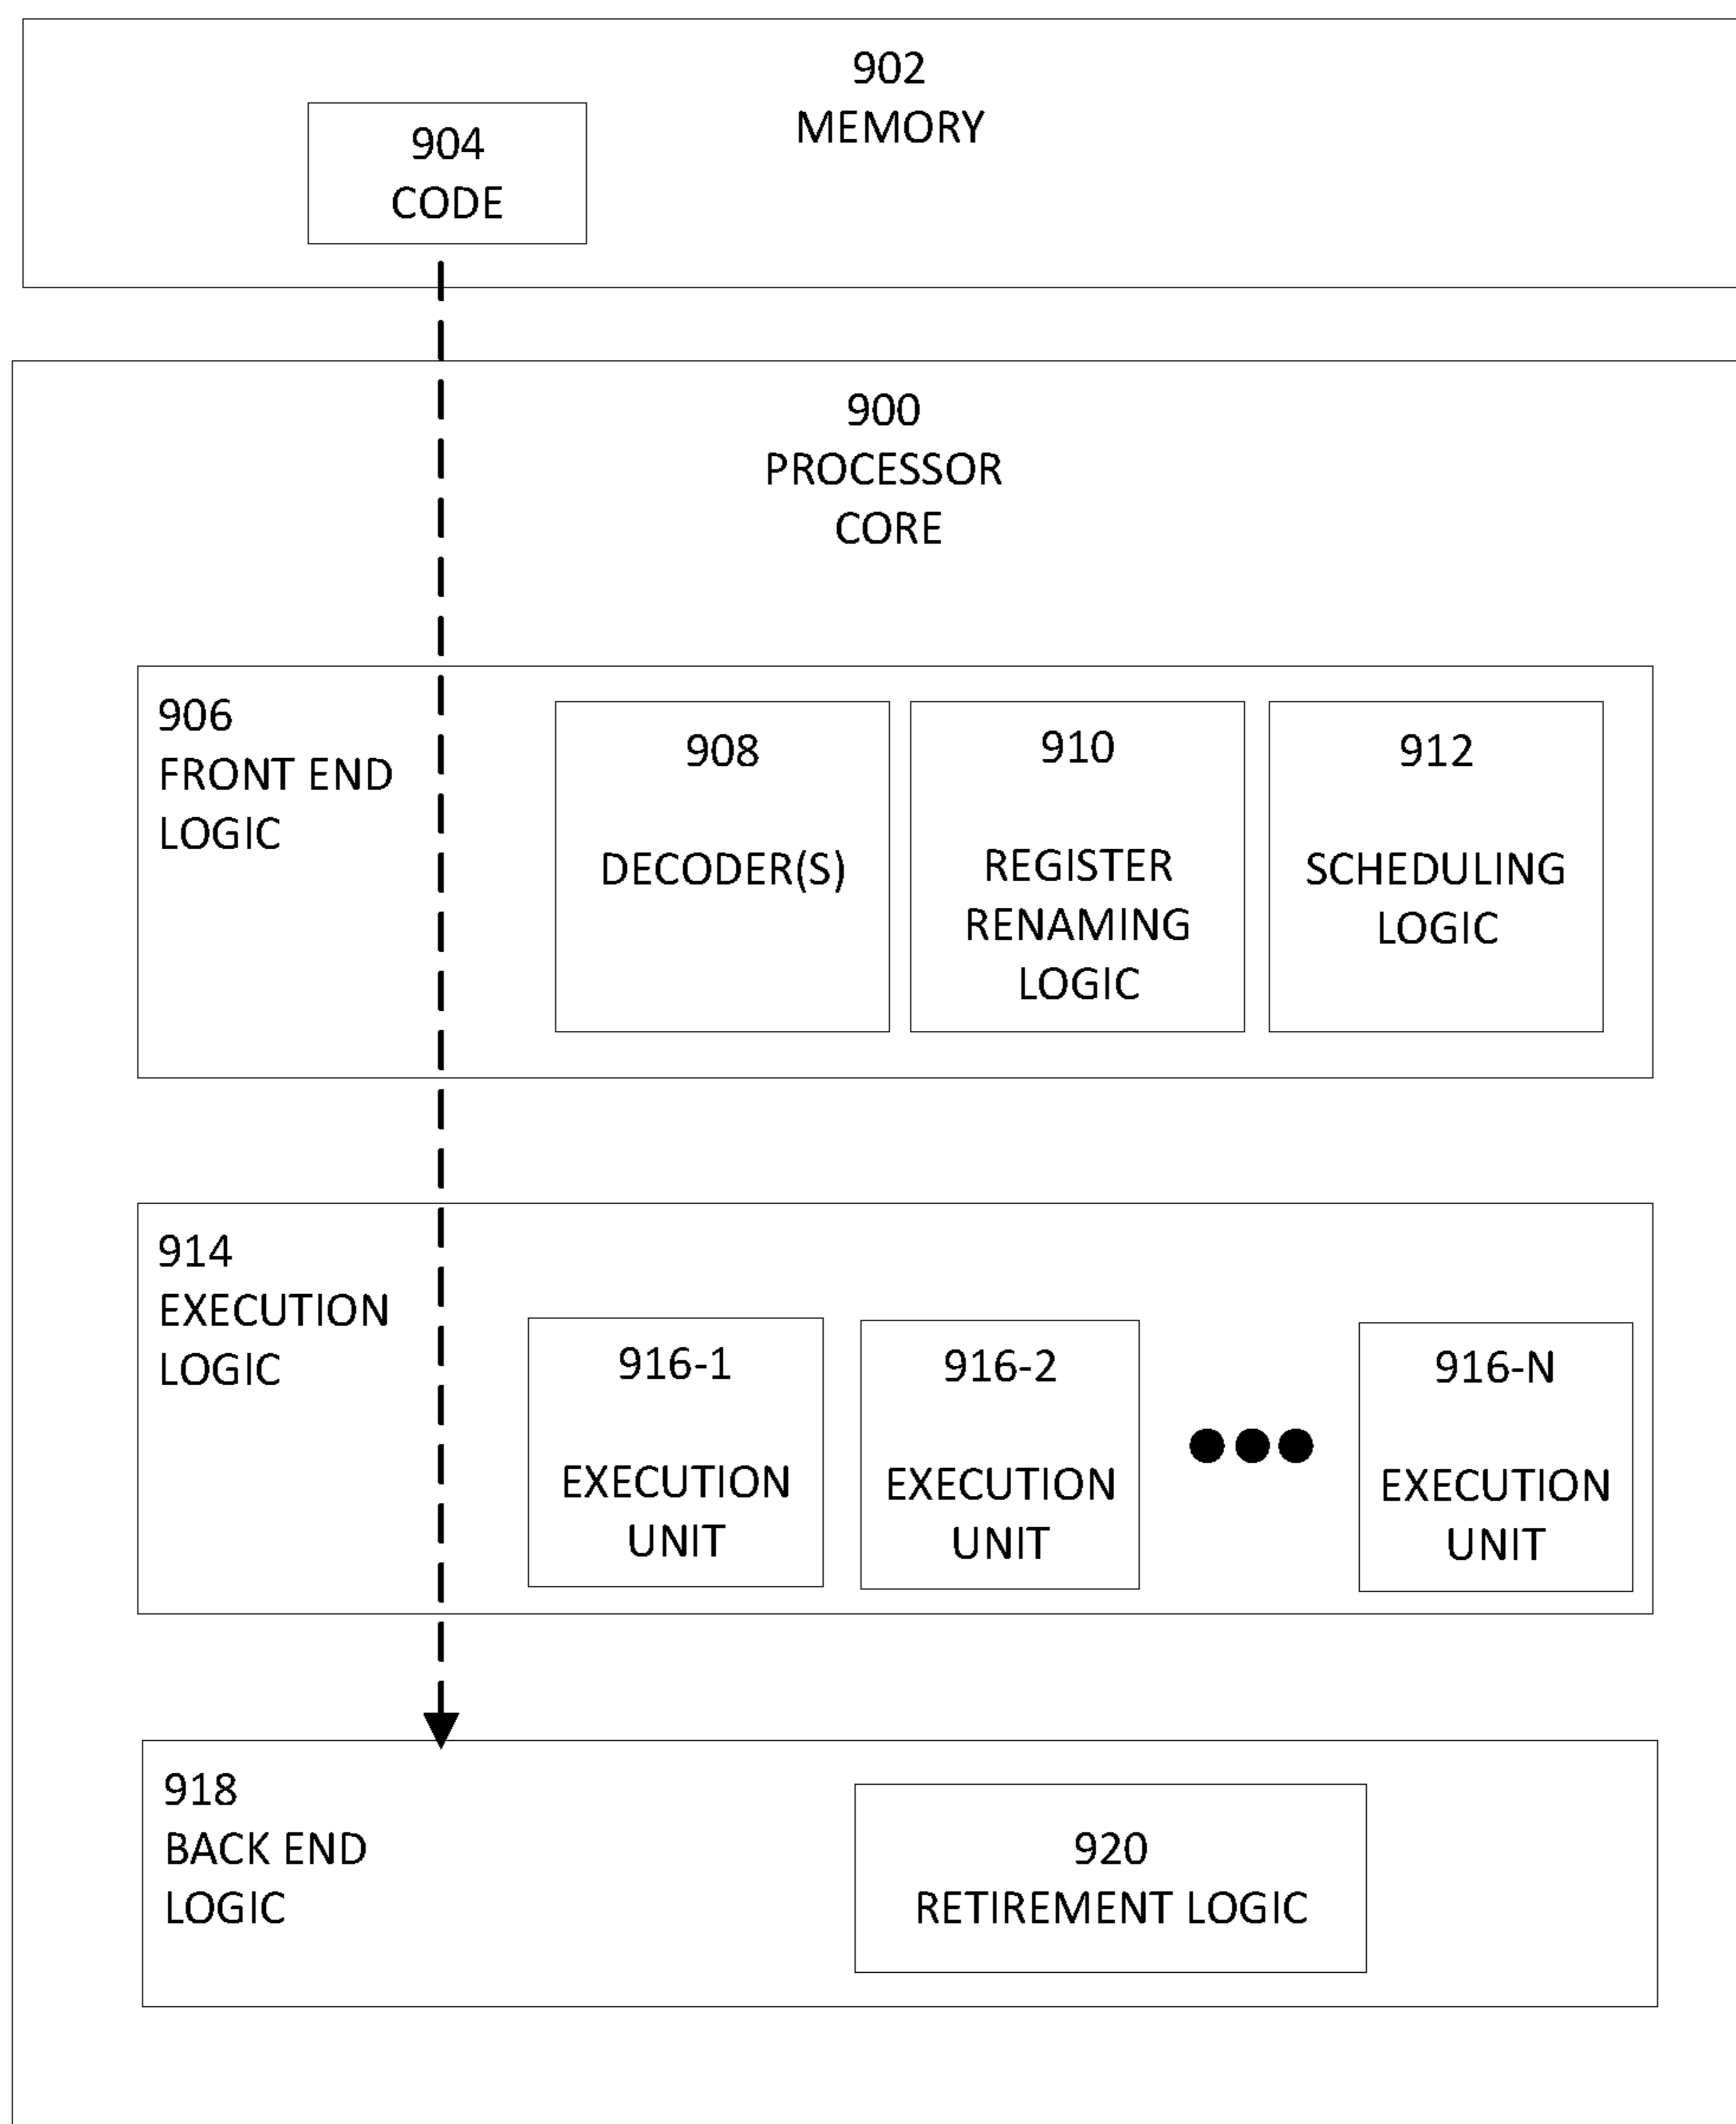 902
MEMORY
904
CODE
900
PROCESSOR
CORE
906
FRONT END
LOGIC
908
DECODER(S)
910
REGISTER
RENAMING
LOGIC
912
SCHEDULING
LOGIC
914
EXECUTION
LOGIC
916-1
EXECUTION
UNIT
916-2
EXECUTION
UNIT
916-N
EXECUTION
UNIT
918
BACK END
LOGIC
920
RETIREMENT LOGIC